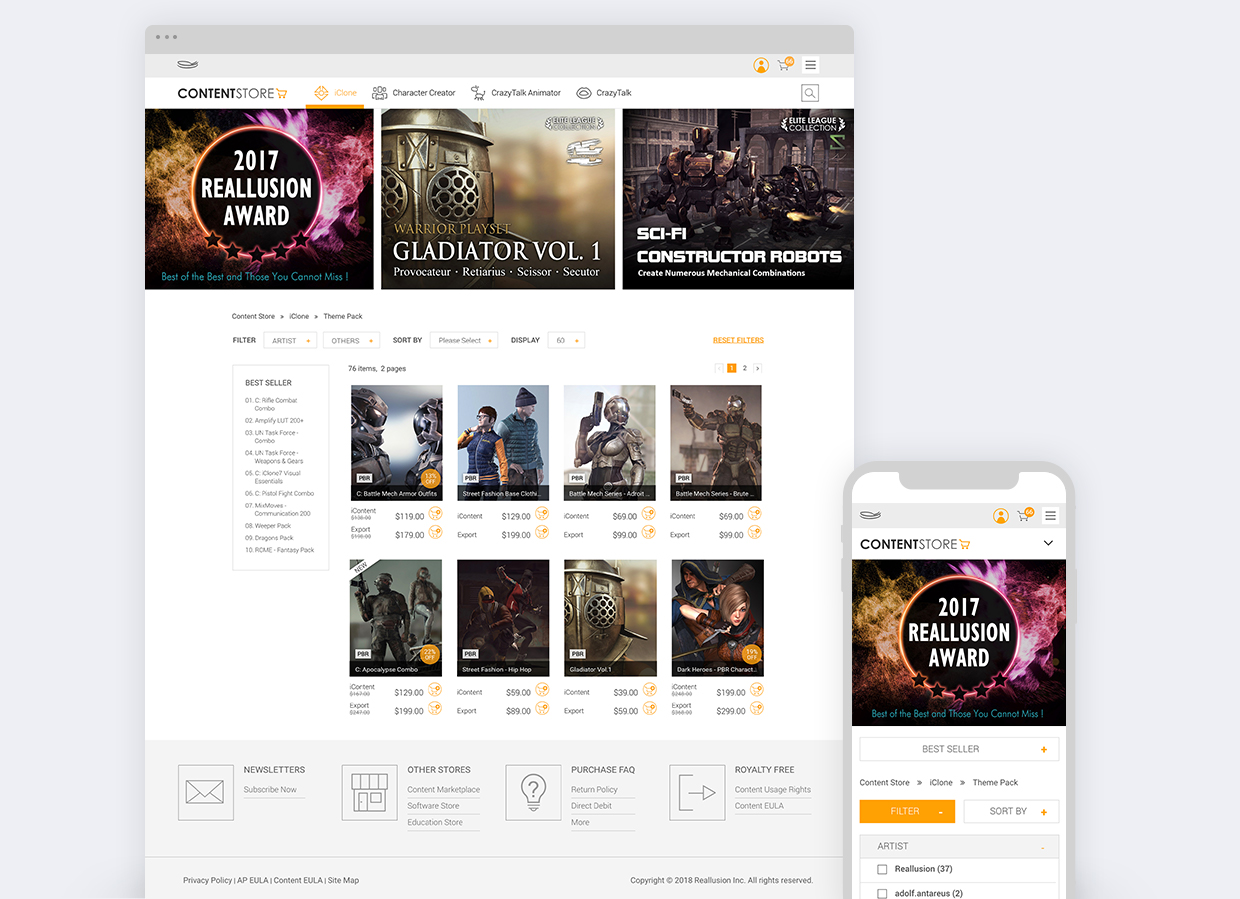 66
CONTENTSTORE
iClone
Character Creator
CrazyTalk Animator
CrazyTalk
2017
REALLUSION
AWARD
Best of the Best and Those You Cannot Miss !
ELITE LEAGUE
COLLECTION
WARRIOR PLAYSET
GLADIATOR VOL. 1
Provocateur · Retiarius · Scissor · Secutor
ELITE LEAGUE
COLLECTION
SCI-FI
CONSTRUCTOR ROBOTS
Create Numerous Mechanical Combinations
Content Store » iClone » Theme Pack
FILTER ARTIST + OTHERS + SORT BY Please Select + DISPLAY 60 + RESET FILTERS
76 items, 2 pages
< 1 2 >
BEST SELLER
01. C: Rifle Combat
Combo
02. Amplify LUT 200+
03. UN Task Force -
Combo
04. UN Task Force -
Weapons & Gears
05. C: iClone7 Visual
Essentials
06. C: Pistol Fight Combo
07. MixMoves -
Communication 200
08. Weeper Pack
09. Dragons Pack
10. ROME - Fantasy Pack
PBR
13%
OFF
C: Battle Mech Armor Outfits
iContent
$138.00
$119.00
Export
$198.00
$179.00
PBR
Street Fashion Base Clothi...
iContent $129.00
Export $199.00
PBR
Battle Mech Series - Adroit ...
iContent $69.00
Export $99.00
PBR
Battle Mech Series - Brute ...
iContent $69.00
Export $99.00
NEW
PBR
22%
OFF
C: Apocalypse Combo
iContent
$167.00
$129.00
Export
$247.00
$199.00
PBR
Street Fashion - Hip Hop
iContent $59.00
Export $89.00
PBR
Gladiator Vol.1
iContent $39.00
Export $59.00
19%
OFF
Dark Heroes - PBR Charact...
iContent
$248.00
$199.00
Export
$368.00
$299.00
NEWSLETTERS
Subscribe Now
OTHER STORES
Content Marketplace
Software Store
Education Store
PURCHASE FAQ
Return Policy
Direct Debit
More
ROYALTY FREE
Content Usage Rights
Content EULA
Privacy Policy | AP EULA | Content EULA | Site Map
Copyright © 2018 Reallusion Inc. All rights reserved.
66
CONTENTSTORE
2017
REALLUSION
AWARD
Best of the Best and Those You Cannot Miss !
BEST SELLER +
Content Store » iClone » Theme Pack
FILTER - SORT BY +
ARTIST -
Reallusion (37)
adolf.antareus (2)